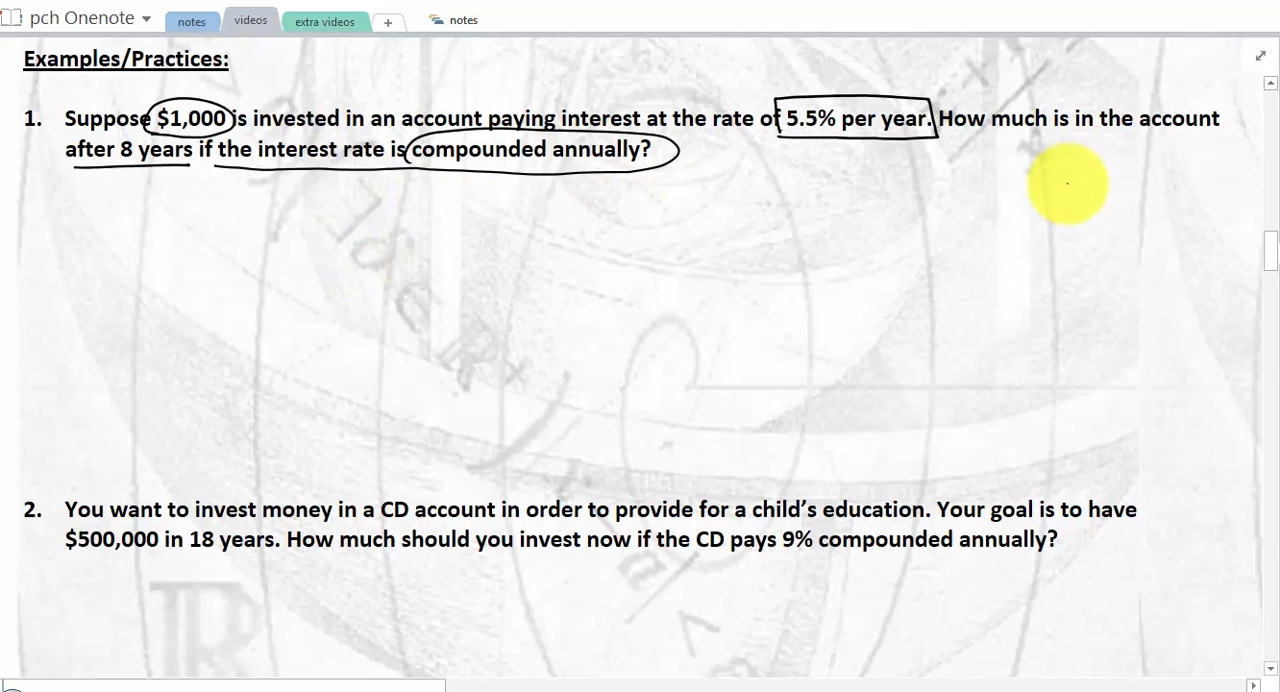 pch Onenote
notes
videos
extra videos
+
notes
Examples/Practices:
1. Suppose $1,000 is invested in an account paying interest at the rate of 5.5% per year. How much is in the account
after 8 years if the interest rate is compounded annually?
2. You want to invest money in a CD account in order to provide for a child’s education. Your goal is to have
$500,000 in 18 years. How much should you invest now if the CD pays 9% compounded annually?